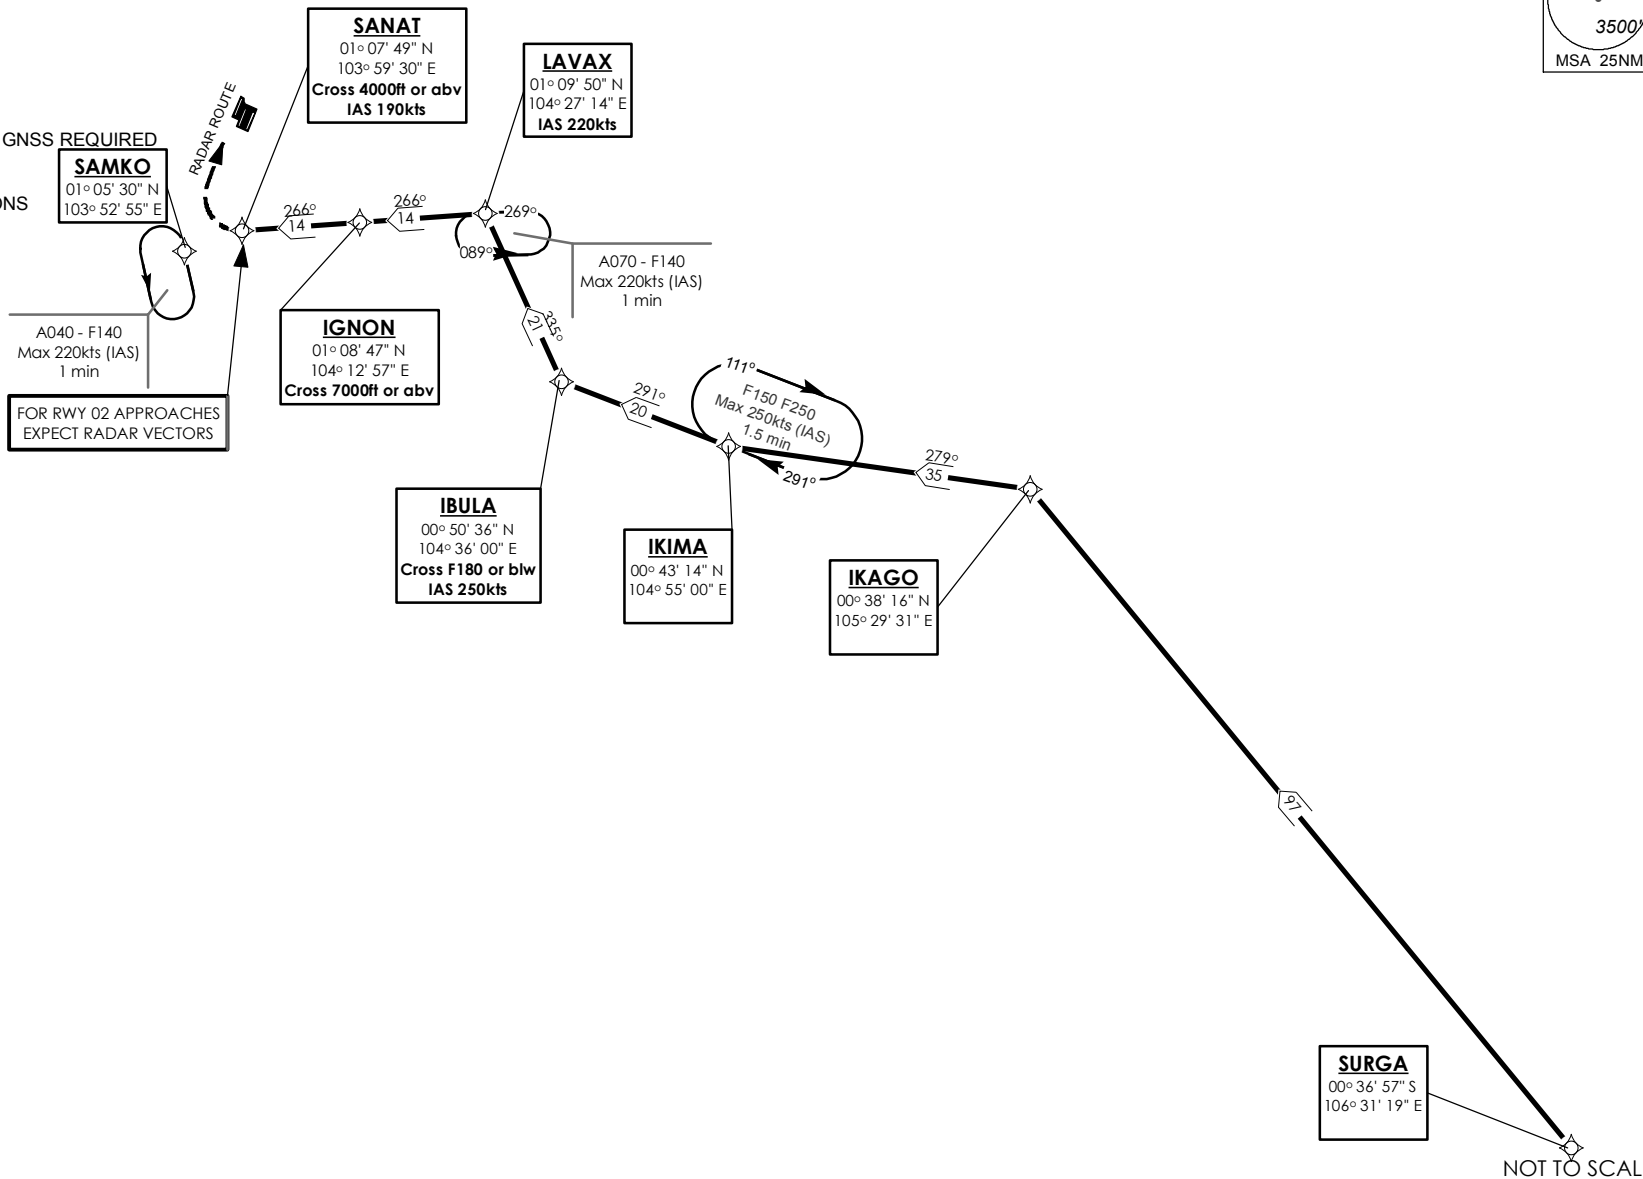 SANAT
01° 07' 49" N
103° 59' 30" E
Cross 4000ft or abv
IAS 190kts
LAVAX
01° 09' 50" N
104° 27' 14" E
IAS 220kts
3500'
MSA 25NM
RADAR ROUTE
GNSS REQUIRED
SAMKO
01° 05' 30" N
103° 52' 55" E
ONS
266°
14
266°
14
269°
089°
A070 - F140
Max 220kts (IAS)
1 min
A040 - F140
Max 220kts (IAS)
1 min
IGNON
01° 08' 47" N
104° 12' 57" E
Cross 7000ft or abv
335°
21
FOR RWY 02 APPROACHES
EXPECT RADAR VECTORS
291°
20
111°
F150 F250
Max 250kts (IAS)
1.5 min
291°
279°
35
IBULA
00° 50' 36" N
104° 36' 00" E
Cross F180 or blw
IAS 250kts
IKIMA
00° 43' 14" N
104° 55' 00" E
IKAGO
00° 38' 16" N
105° 29' 31" E
97
SURGA
00° 36' 57" S
106° 31' 19" E
NOT TO SCAL